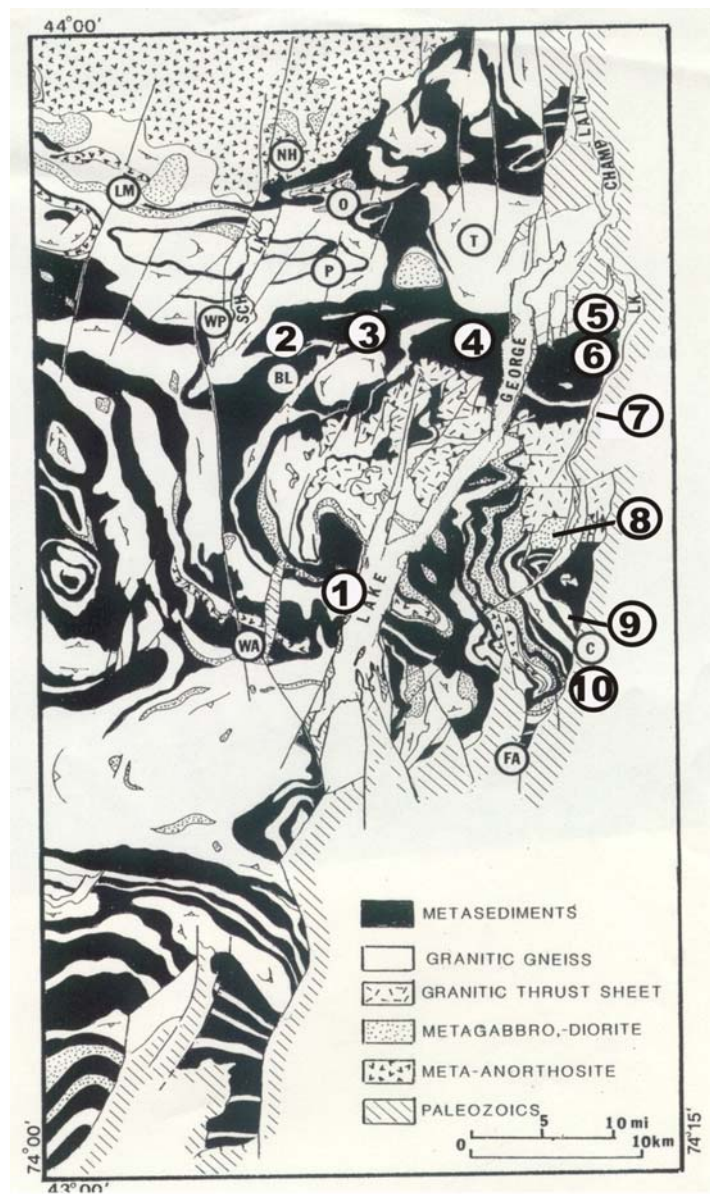 44°00'
CHAMP LAIN
NH
LM
O
T
P
LK
WP
SCH LK
5
2
3
4
6
BL
GEORGE
7
8
1
LAKE
9
WA
C
10
FA
METASEDIMENTS
GRANITIC GNEISS
GRANITIC THRUST SHEET
METAGABBRO,-DIORITE
META-ANORTHOSITE
PALEOZOICS
5 10 mi
0 10km
74°00'
74°15'
43°00'